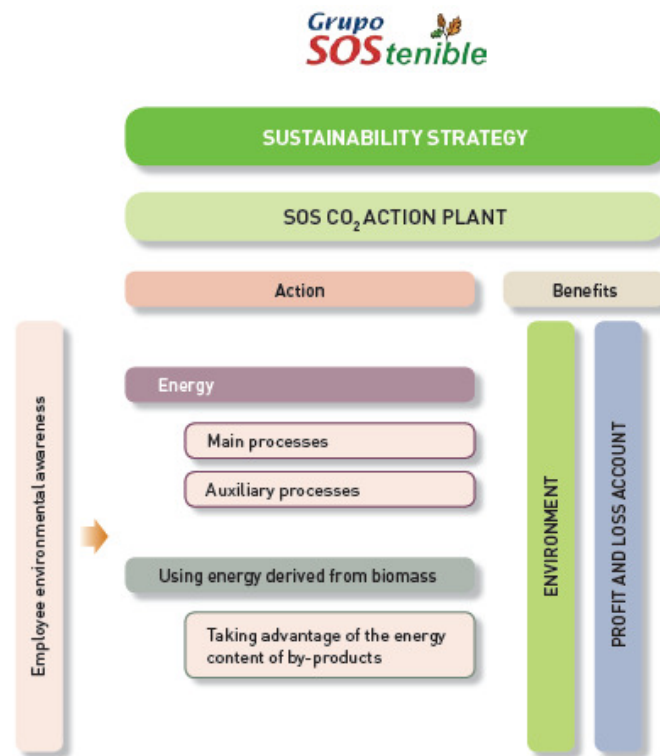 Grupo
SOStenible
SUSTAINABILITY STRATEGY
SOS CO₂ ACTION PLANT
Action
Benefits
Employee environmental awareness
Energy
Main processes
Auxiliary processes
Using energy derived from biomass
Taking advantage of the energy
content of by-products
ENVIRONMENT
PROFIT AND LOSS ACCOUNT